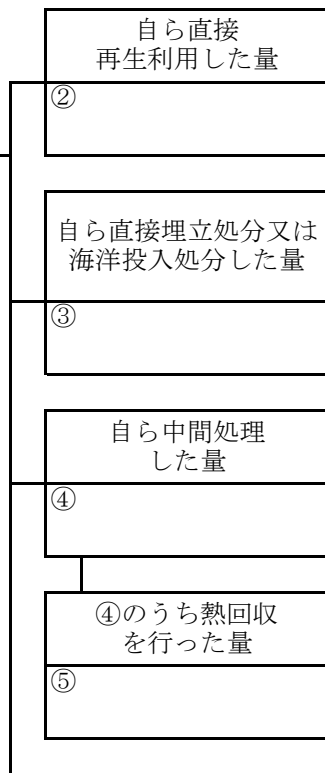 自ら直接
再生利用した量
②
自ら直接埋立処分又は
海洋投入処分した量
③
自ら中間処理
した量
④
④のうち熱回収
を行った量
⑤